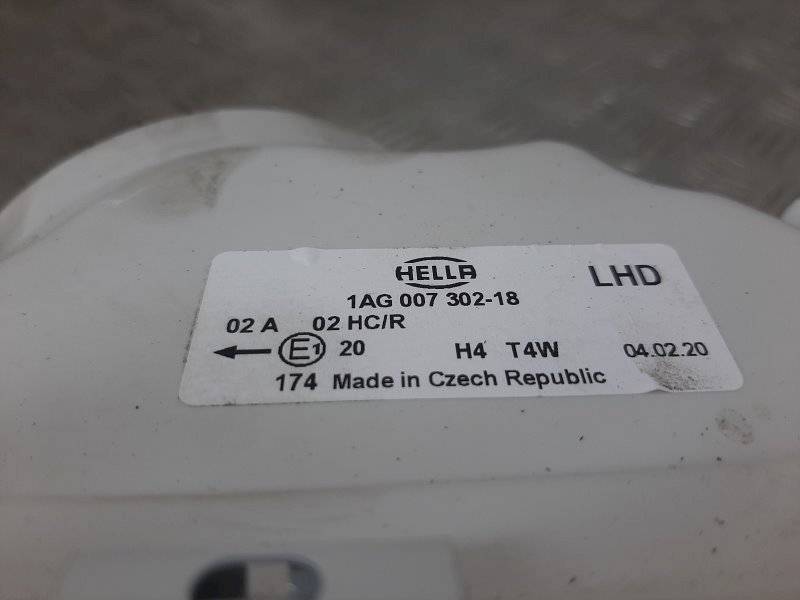 HELLA LHD
1AG 007 302-18
02 A 02 HC/R
E1 20 H4 T4W 04.02.20
174 Made in Czech Republic